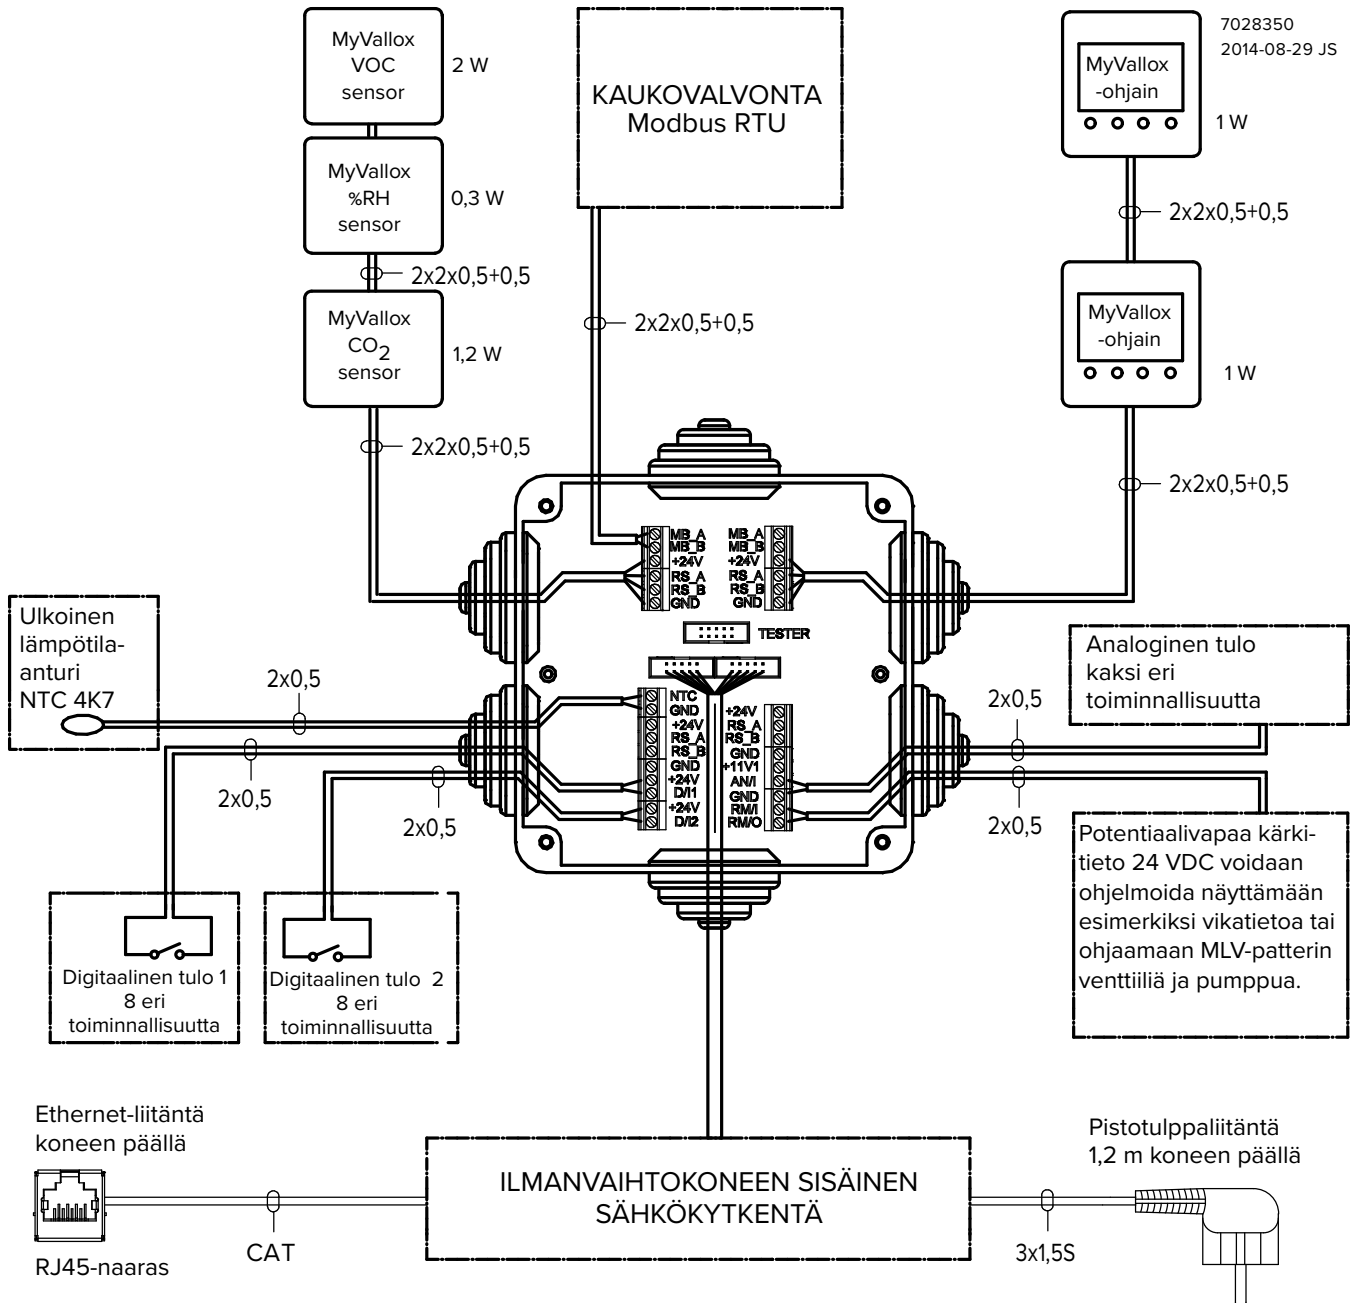 MyVallox
VOC
sensor
2 W
MyVallox
%RH
sensor
0,3 W
2x2x0,5+0,5
MyVallox
CO2
sensor
1,2 W
2x2x0,5+0,5
KAUKOVALVONTA
Modbus RTU
2x2x0,5+0,5
7028350
2014-08-29 JS
MyVallox
-ohjain
1 W
2x2x0,5+0,5
MyVallox
-ohjain
1 W
2x2x0,5+0,5
MB_A
MB_B
+24V
RS_A
RS_B
GND
MB_A
MB_B
+24V
RS_A
RS_B
GND
TESTER
NTC
GND
+24V
RS_A
RS_B
GND
+24V
D/I1
+24V
D/I2
+24V
RS_A
RS_B
GND
+11V1
AN/I
GND
RM/I
RM/O
Ulkoinen
lämpötila-
anturi
NTC 4K7
2x0,5
2x0,5
2x0,5
Digitaalinen tulo 1
8 eri
toiminnallisuutta
Digitaalinen tulo 2
8 eri
toiminnallisuutta
2x0,5
2x0,5
Analoginen tulo
kaksi eri
toiminnallisuutta
Potentiaalivapaa kärki-
tieto 24 VDC voidaan
ohjelmoida näyttämään
esimerkiksi vikatietoa tai
ohjaamaan MLV-patterin
venttiiliä ja pumppua.
Ethernet-liitäntä
koneen päällä
RJ45-naaras
CAT
ILMANVAIHTOKONEEN SISÄINEN
SÄHKÖKYTKENTÄ
3x1,5S
Pistotulppaliitäntä
1,2 m koneen päällä